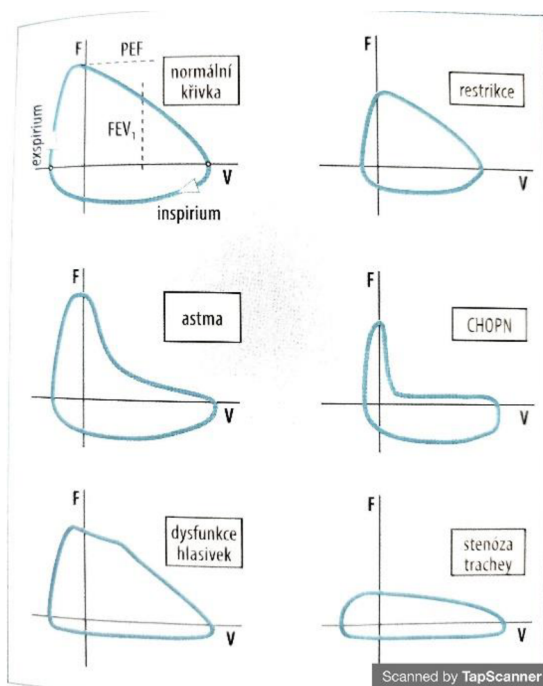 F
PEF
normální
křivka
exspirium
FEV₁
V
inspirium
F
restrikce
V
F
astma
V
F
CHOPN
V
F
dysfunkce
hlasivek
V
F
stenóza
trachey
V
Scanned by TapScanner